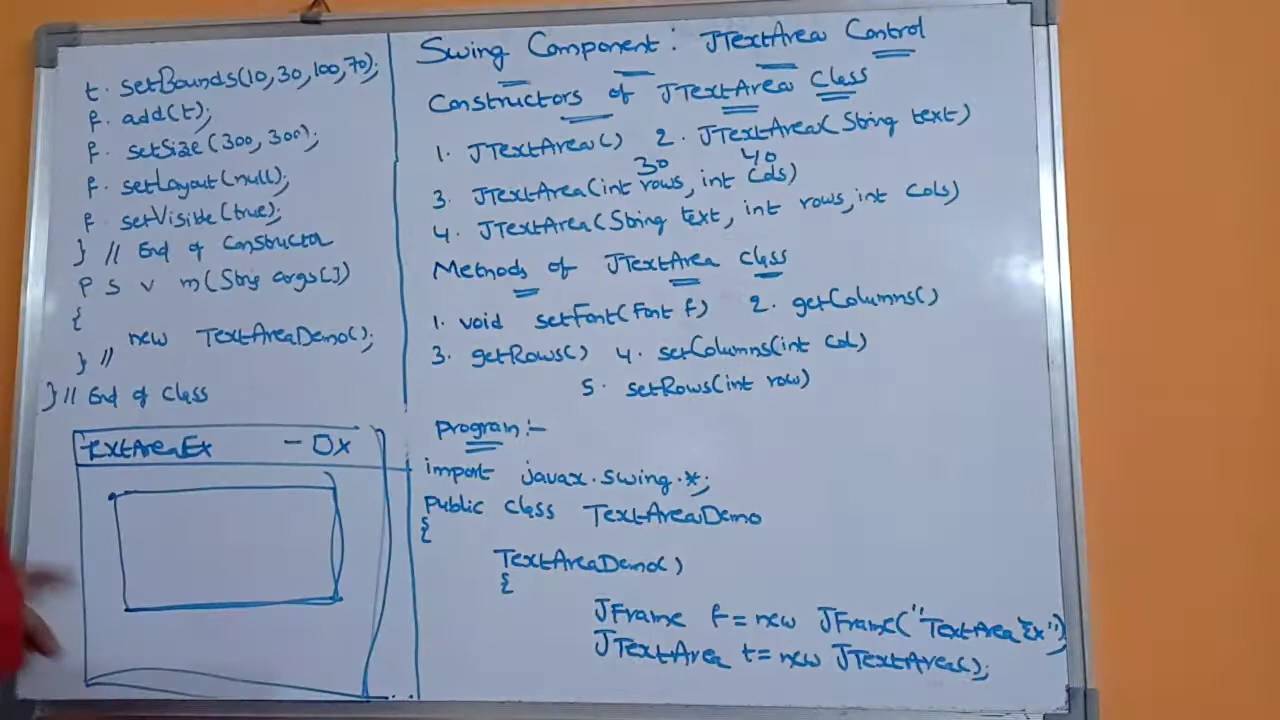 Swing Component: JTextArea Control
Constructors of JTextArea Class
1. JTextArea() 2. JTextArea(String text)
30 40
3. JTextArea(int rows, int cols)
4. JTextArea(String text, int rows, int cols)
Methods of JTextArea class
1. void setFont(Font f) 2. getColumns()
3. getRows() 4. setColumns(int col)
5. setRows(int row)
Program:-
import javax.swing.*;
Public class TextAreaDemo
{
TextAreaDemo()
{
JFrame f=new JFrame("TextArea Ex");
JTextArea t=new JTextArea();
t. setBounds(10,30,100,70);
f. add(t);
f. setSize(300,300);
f. setLayout(null);
f. setVisible(true);
} // End of Constructor
P S v m(String args[])
{
new TextAreaDemo();
} //
} // End of Class
TextAreaEx - □ x